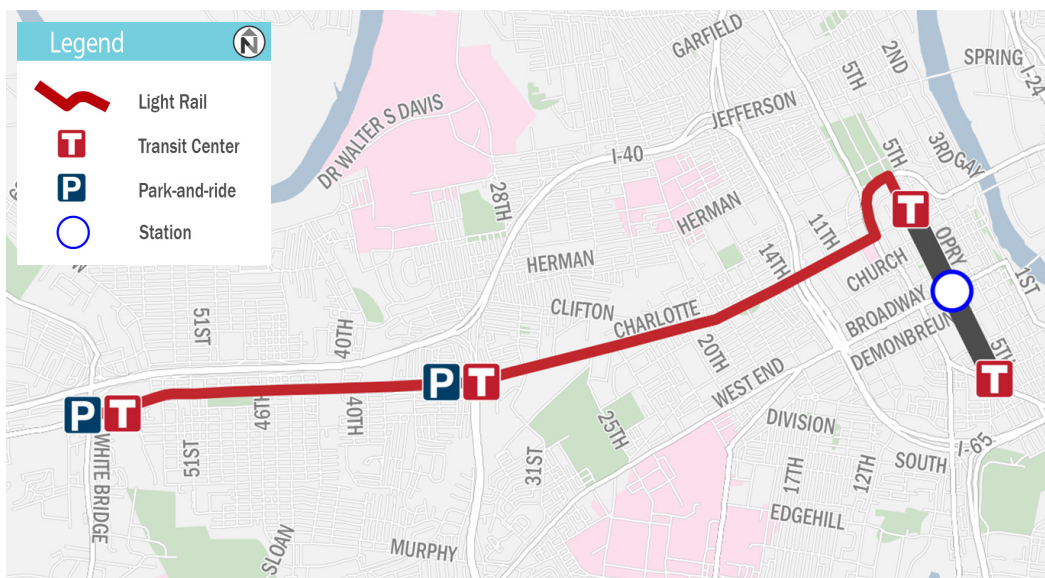 Legend
N
Light Rail
T
Transit Center
P
Park-and-ride
Station
GARFIELD
2ND
SPRING
I-24
5TH
DR WALTER S DAVIS
JEFFERSON
I-40
5TH
3RD
GAY
28TH
HERMAN
T
11TH
OPRY
HERMAN
14TH
CHURCH
1ST
CLIFTON
CHARLOTTE
BROADWAY
51ST
40TH
DEMONBREUN
5TH
20TH
WEST END
P T
T
P T
46TH
40TH
25TH
DIVISION
WHITE BRIDGE
51ST
31ST
17TH
12TH
SOUTH
I-65
EDGEHILL
SLOAN
MURPHY